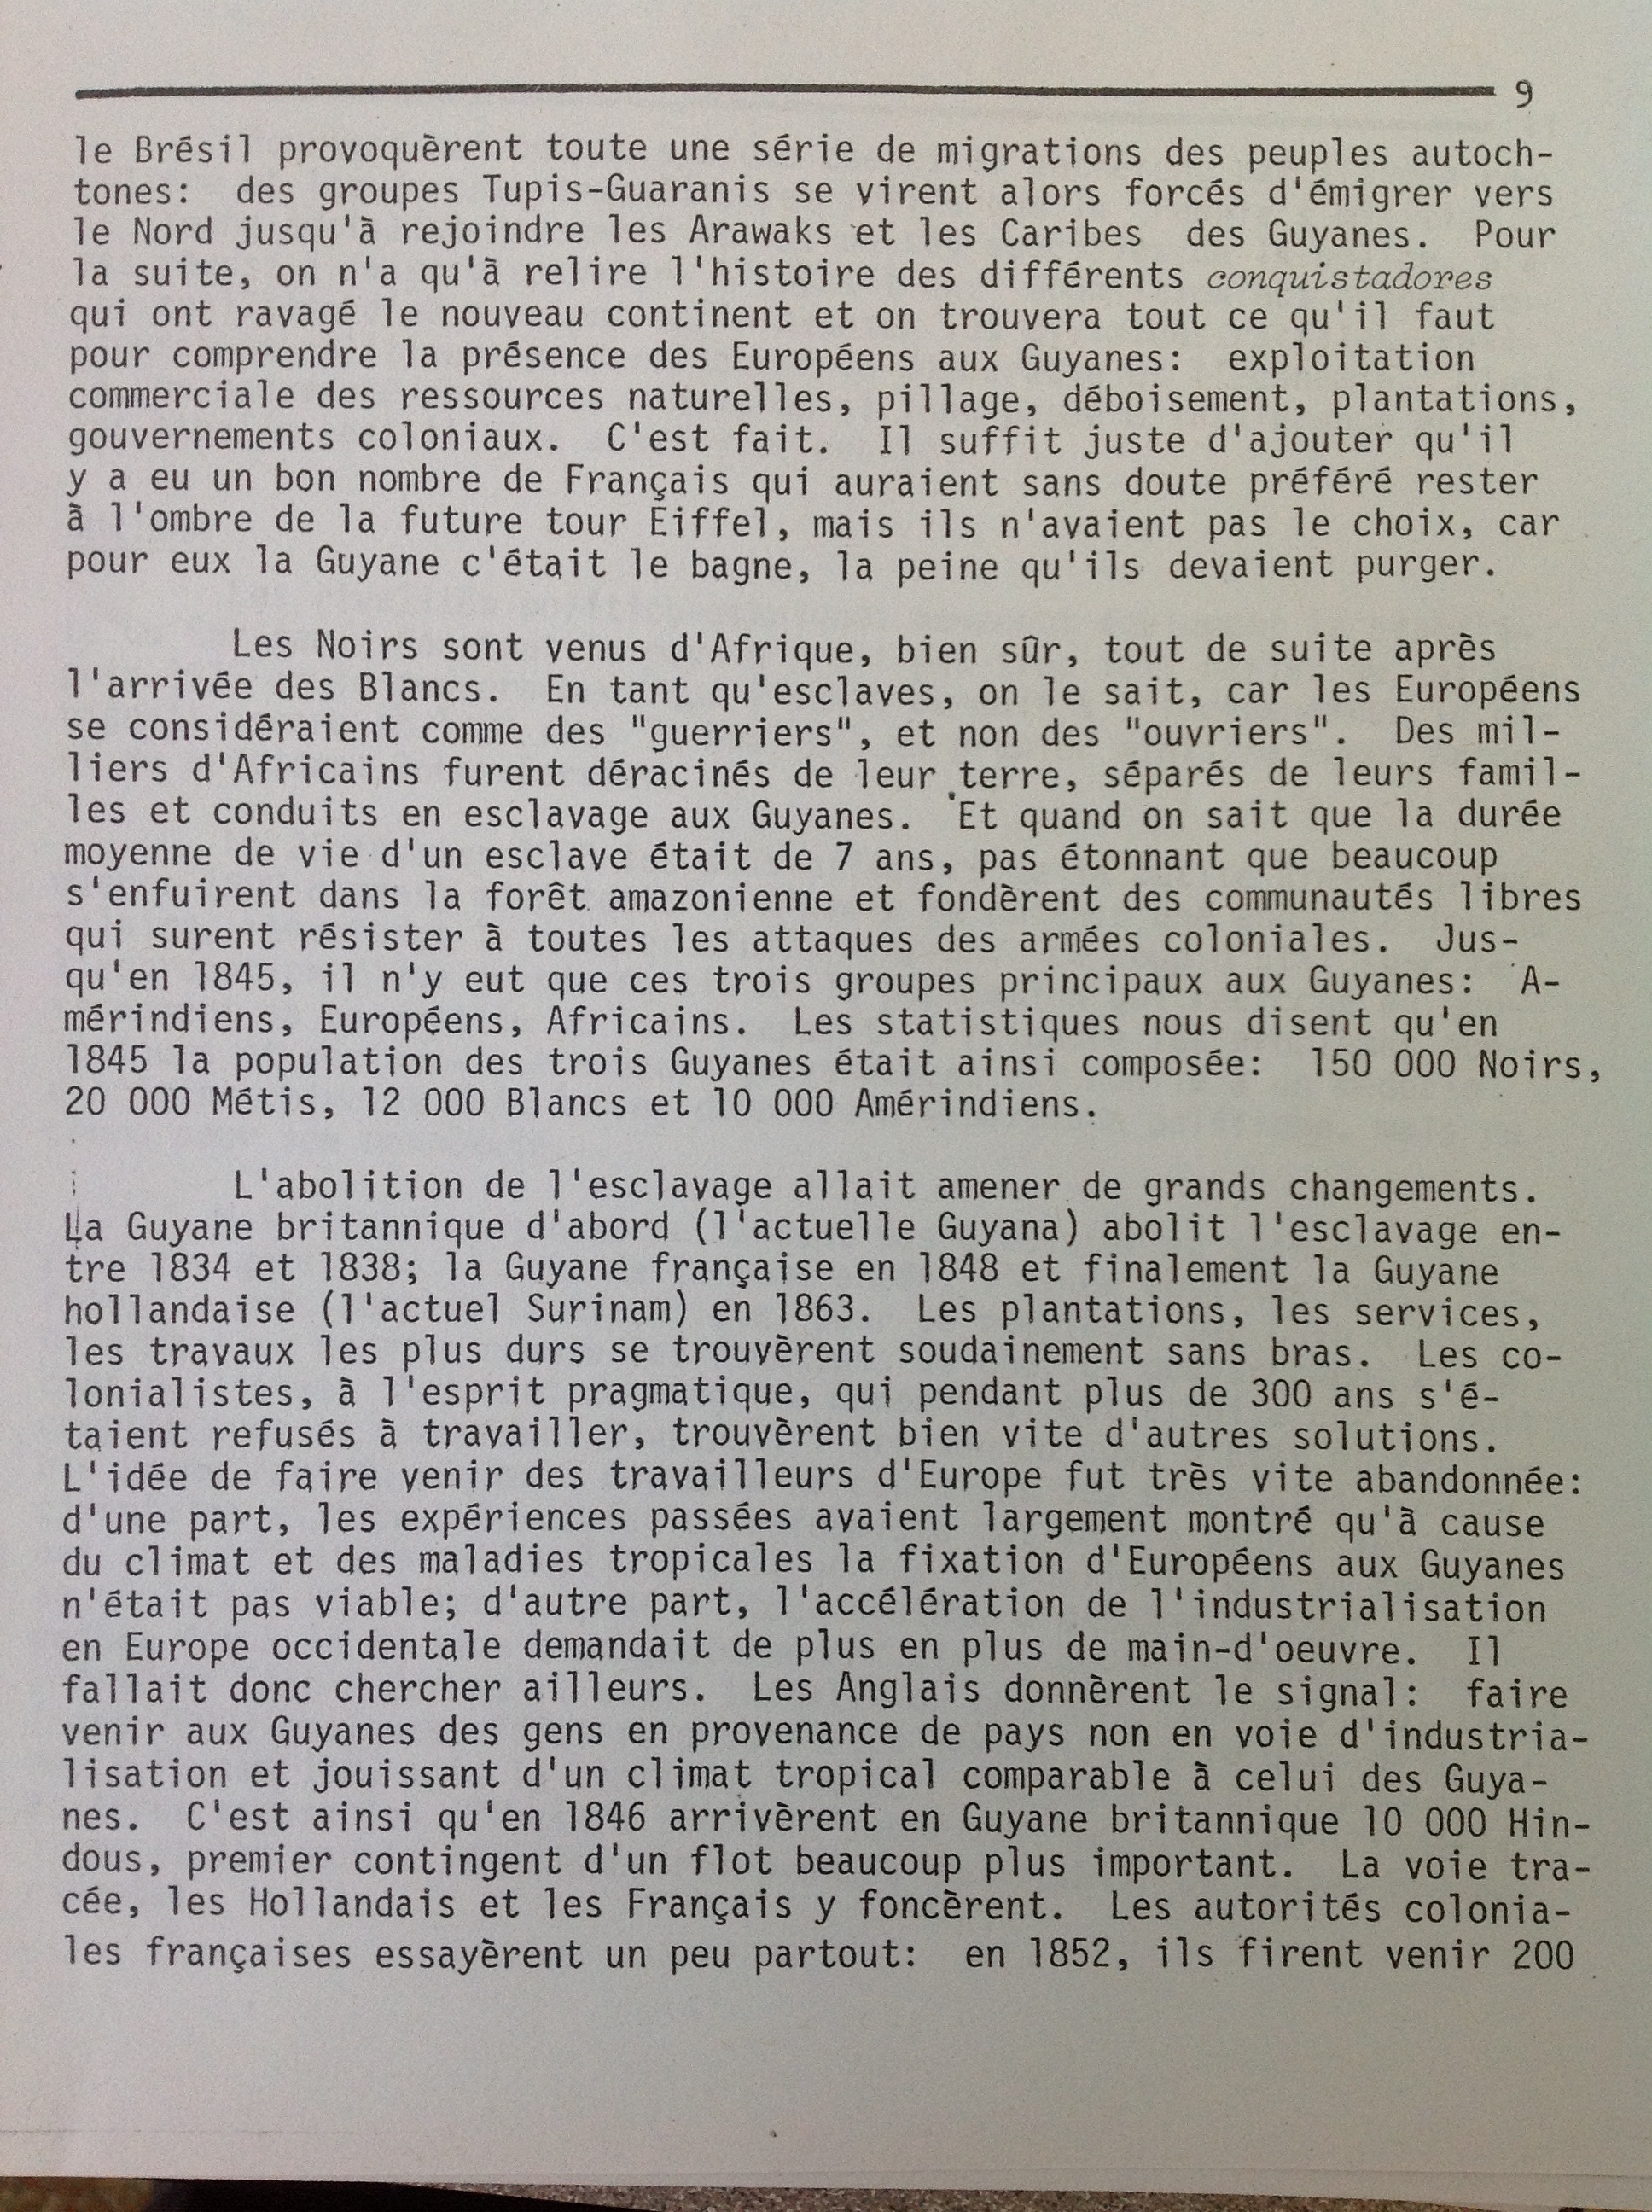 9
le Brésil provoquèrent toute une série de migrations des peuples autoch-
tones: des groupes Tupis-Guaranis se virent alors forcés d'émigrer vers
le Nord jusqu'à rejoindre les Arawaks et les Caribes des Guyanes. Pour
la suite, on n'a qu'à relire l'histoire des différents conquistadores
qui ont ravagé le nouveau continent et on trouvera tout ce qu'il faut
pour comprendre la présence des Européens aux Guyanes: exploitation
commerciale des ressources naturelles, pillage, déboisement, plantations,
gouvernements coloniaux. C'est fait. Il suffit juste d'ajouter qu'il
y a eu un bon nombre de Français qui auraient sans doute préféré rester
à l'ombre de la future tour Eiffel, mais ils n'avaient pas le choix, car
pour eux la Guyane c'était le bagne, la peine qu'ils devaient purger.
Les Noirs sont venus d'Afrique, bien sûr, tout de suite après
l'arrivée des Blancs. En tant qu'esclaves, on le sait, car les Européens
se considéraient comme des "guerriers", et non des "ouvriers". Des mil-
liers d'Africains furent déracinés de leur terre, séparés de leurs famil-
les et conduits en esclavage aux Guyanes. Et quand on sait que la durée
moyenne de vie d'un esclave était de 7 ans, pas étonnant que beaucoup
s'enfuirent dans la forêt amazonienne et fondèrent des communautés libres
qui surent résister à toutes les attaques des armées coloniales. Jus-
qu'en 1845, il n'y eut que ces trois groupes principaux aux Guyanes: A-
mérindiens, Européens, Africains. Les statistiques nous disent qu'en
1845 la population des trois Guyanes était ainsi composée: 150 000 Noirs,
20 000 Métis, 12 000 Blancs et 10 000 Amérindiens.
L'abolition de l'esclavage allait amener de grands changements.
La Guyane britannique d'abord (l'actuelle Guyana) abolit l'esclavage en-
tre 1834 et 1838; la Guyane française en 1848 et finalement la Guyane
hollandaise (l'actuel Surinam) en 1863. Les plantations, les services,
les travaux les plus durs se trouvèrent soudainement sans bras. Les co-
lonialistes, à l'esprit pragmatique, qui pendant plus de 300 ans s'é-
taient refusés à travailler, trouvèrent bien vite d'autres solutions.
L'idée de faire venir des travailleurs d'Europe fut très vite abandonnée:
d'une part, les expériences passées avaient largement montré qu'à cause
du climat et des maladies tropicales la fixation d'Européens aux Guyanes
n'était pas viable; d'autre part, l'accélération de l'industrialisation
en Europe occidentale demandait de plus en plus de main-d'oeuvre. Il
fallait donc chercher ailleurs. Les Anglais donnèrent le signal: faire
venir aux Guyanes des gens en provenance de pays non en voie d'industria-
lisation et jouissant d'un climat tropical comparable à celui des Guya-
nes. C'est ainsi qu'en 1846 arrivèrent en Guyane britannique 10 000 Hin-
dous, premier contingent d'un flot beaucoup plus important. La voie tra-
cée, les Hollandais et les Français y foncèrent. Les autorités colonia-
les françaises essayèrent un peu partout: en 1852, ils firent venir 200